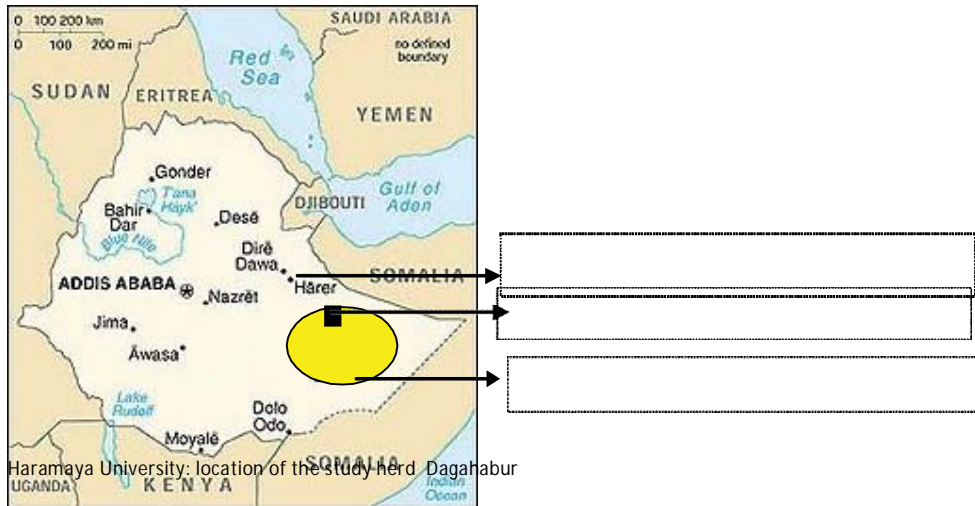 0 100 200 km
0 100 200 mi
SAUDI ARABIA
no defined
boundary
Red
Sea
SUDAN
ERITREA
YEMEN
Gonder
T'ana
Hāyk'
Bahir
Dar
Blue Nile
Desē
DJIBOUTI
Gulf of
Aden
Dirē
Dawa
Hārer
SOMALIA
ADDIS ABABA
Nazrēt
Jima
Āwasa
Lake
Rudolf
Dolo
Odo
Moyalē
SOMALIA
Haramaya University: location of the study herd Dagahabur
UGANDA
KENYA
Indian
Ocean